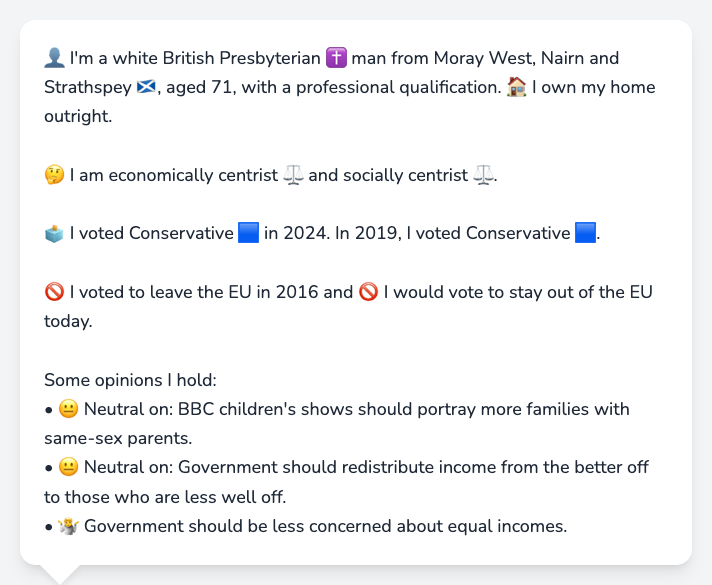 👤 I'm a white British Presbyterian ✝️ man from Moray West, Nairn and
Strathspey 🏴󠁧󠁢󠁳󠁣󠁴󠁿, aged 71, with a professional qualification. 🏠 I own my home
outright.
🤔 I am economically centrist ⚖️ and socially centrist ⚖️.
🗳️ I voted Conservative 🟦 in 2024. In 2019, I voted Conservative 🟦.
🚫 I voted to leave the EU in 2016 and 🚫 I would vote to stay out of the EU
today.
Some opinions I hold:
• 😐 Neutral on: BBC children's shows should portray more families with
same-sex parents.
• 😐 Neutral on: Government should redistribute income from the better off
to those who are less well off.
• 🤷 Government should be less concerned about equal incomes.